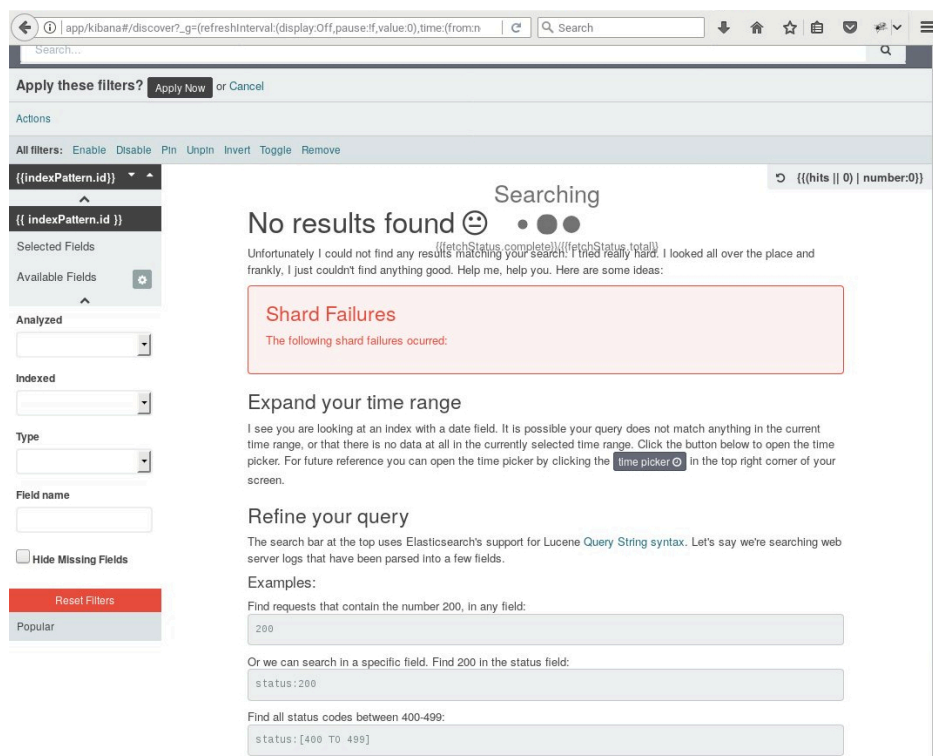 app/kibana#/discover?_g=(refreshInterval:(display:Off,pause:!f,value:0),time:(from:n
Search
Search...
Apply these filters? Apply Now or Cancel
Actions
All filters: Enable Disable Pin Unpin Invert Toggle Remove
{{indexPattern.id}}
{{((hits || 0) | number:0}}
Searching
{{ indexPattern.id }}
No results found
Selected Fields
{{fetchStatus.complete}}/{{fetchStatus.total}}
Unfortunately I could not find any results matching your search. I tried really hard. I looked all over the place and
frankly, I just couldn't find anything good. Help me, help you. Here are some ideas:
Available Fields
Shard Failures
The following shard failures ocurred:
Analyzed
Indexed
Type
Field name
Hide Missing Fields
Reset Filters
Popular
Expand your time range
I see you are looking at an index with a date field. It is possible your query does not match anything in the current
time range, or that there is no data at all in the currently selected time range. Click the button below to open the time
picker. For future reference you can open the time picker by clicking the time picker in the top right corner of your
screen.
Refine your query
The search bar at the top uses Elasticsearch's support for Lucene Query String syntax. Let's say we're searching web
server logs that have been parsed into a few fields.
Examples:
Find requests that contain the number 200, in any field:
200
Or we can search in a specific field. Find 200 in the status field:
status:200
Find all status codes between 400-499:
status:[400 TO 499]